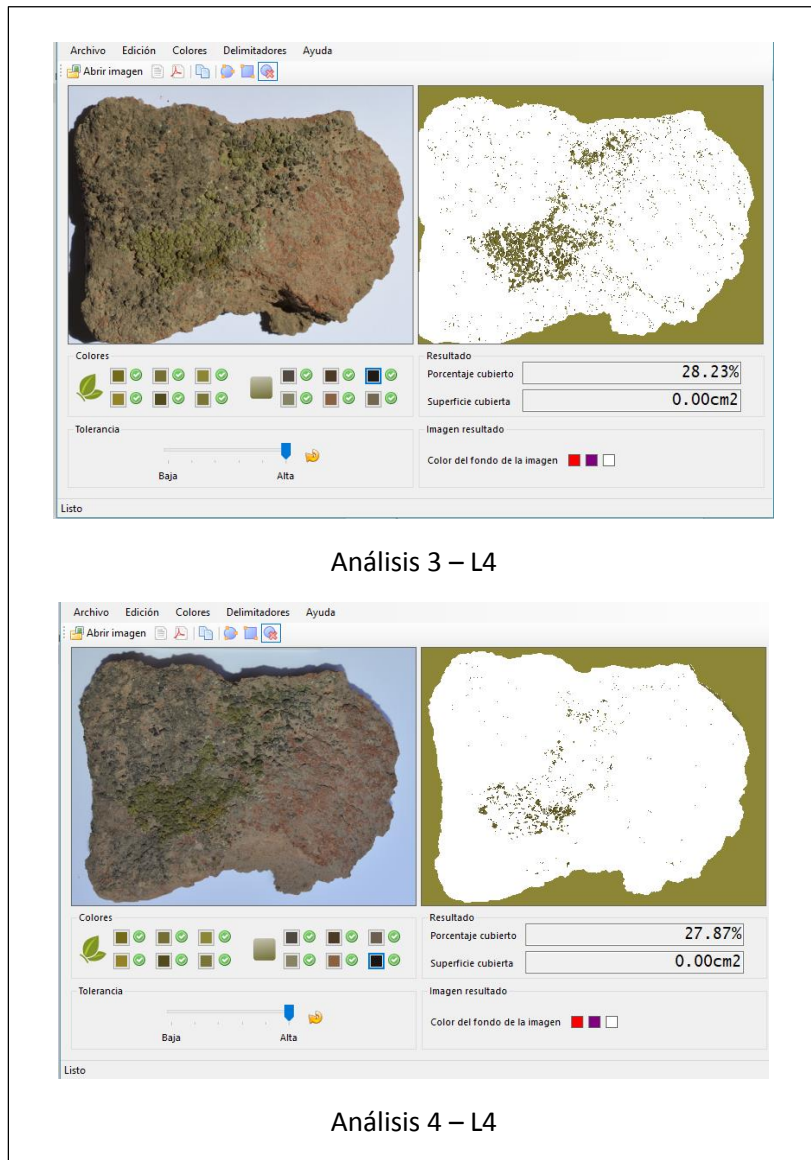 Archivo Edición Colores Delimitadores Ayuda
Abrir imagen
Colores
Resultado
Porcentaje cubierto 28.23%
Superficie cubierta 0.00cm2
Tolerancia
Baja Alta
Imagen resultado
Color del fondo de la imagen
Listo
Análisis 3 – L4
Archivo Edición Colores Delimitadores Ayuda
Abrir imagen
Colores
Resultado
Porcentaje cubierto 27.87%
Superficie cubierta 0.00cm2
Tolerancia
Baja Alta
Imagen resultado
Color del fondo de la imagen
Listo
Análisis 4 – L4